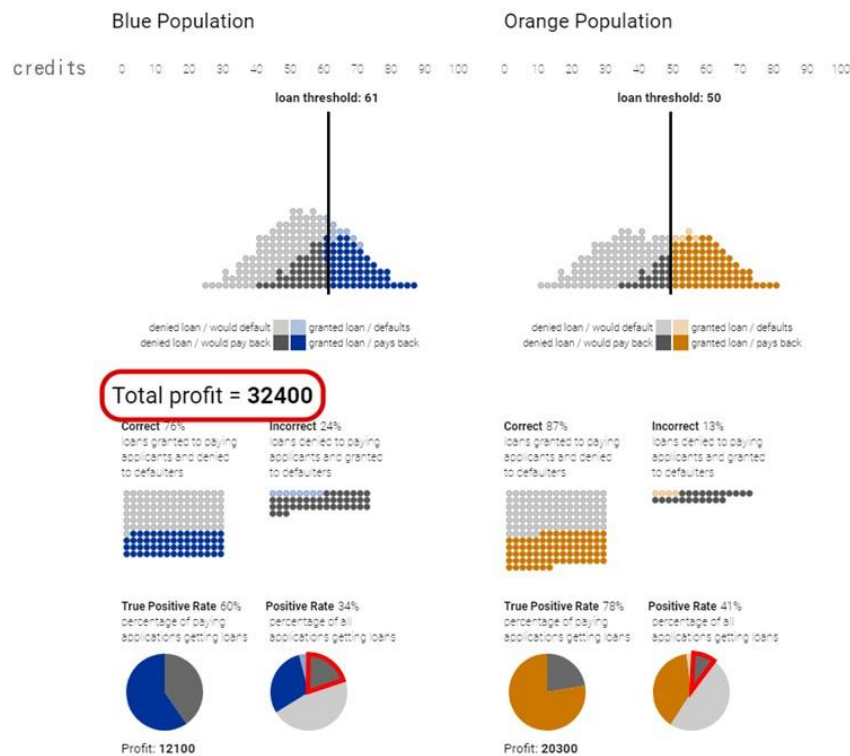 Blue Population
Orange Population
credits 0 10 20 30 40 50 60 70 80 90 100
0 10 20 30 40 50 60 70 80 90 100
loan threshold: 61
loan threshold: 50
denied loan / would default
granted loan / defaults
denied loan / would pay back
granted loan / pays back
denied loan / would default
granted loan / defaults
denied loan / would pay back
granted loan / pays back
Total profit = 32400
Correct 76%
loans granted to paying
applicants and denied
to defaulters
Incorrect 24%
loans denied to paying
applicants and granted
to defaulters
Correct 87%
loans granted to paying
applicants and denied
to defaulters
Incorrect 13%
loans denied to paying
applicants and granted
to defaulters
True Positive Rate 60%
percentage of paying
applications getting loans
Positive Rate 34%
percentage of all
applications getting loans
True Positive Rate 78%
percentage of paying
applications getting loans
Positive Rate 41%
percentage of all
applications getting loans
Profit: 12100
Profit: 20300